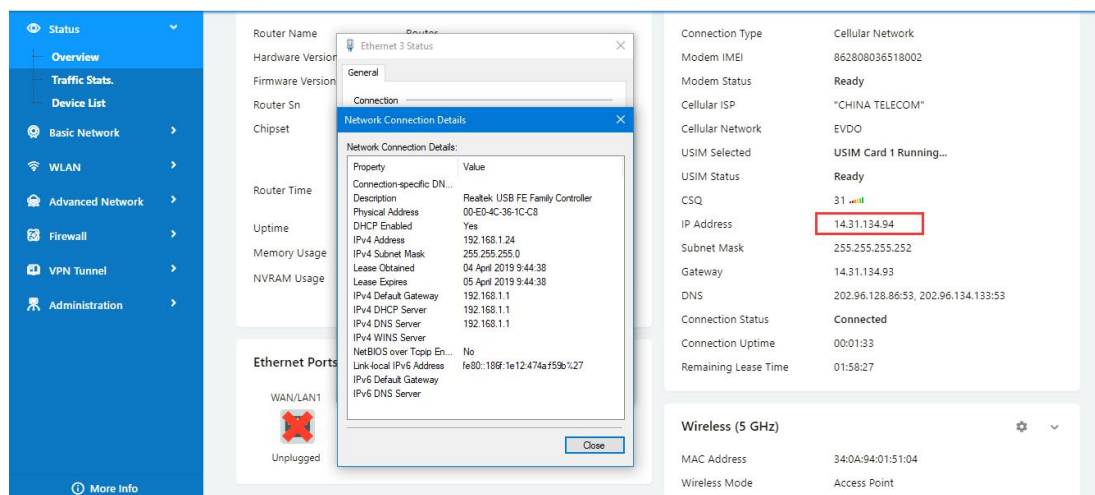 Status
Overview
Traffic Stats.
Device List
Basic Network
WLAN
Advanced Network
Firewall
VPN Tunnel
Administration
More Info
Router Name
Hardware Version
Firmware Version
Router Sn
Chipset
Router Time
Uptime
Memory Usage
NVRAM Usage
Ethernet Ports
WAN/LAN1
Unplugged
Ethernet 3 Status
General
Connection
Network Connection Details
Network Connection Details:
Property Value
Connection-specific DN...
Description Realtek USB FE Family Controller
Physical Address 00-E0-4C-36-1C-C8
DHCP Enabled Yes
IPv4 Address 192.168.1.24
IPv4 Subnet Mask 255.255.255.0
Lease Obtained 04 April 2019 9:44:38
Lease Expires 05 April 2019 9:44:38
IPv4 Default Gateway 192.168.1.1
IPv4 DHCP Server 192.168.1.1
IPv4 DNS Server 192.168.1.1
IPv4 WINS Server
NetBIOS over Tcpip En... No
Link-local IPv6 Address fe80::186f:1e12:474a:f59b%27
IPv6 Default Gateway
IPv6 DNS Server
Close
Connection Type Cellular Network
Modem IMEI 862808036518002
Modem Status Ready
Cellular ISP "CHINA TELECOM"
Cellular Network EVDO
USIM Selected USIM Card 1 Running...
USIM Status Ready
CSQ 31
IP Address 14.31.134.94
Subnet Mask 255.255.255.252
Gateway 14.31.134.93
DNS 202.96.128.86:53, 202.96.134.133:53
Connection Status Connected
Connection Uptime 00:01:33
Remaining Lease Time 01:58:27
Wireless (5 GHz)
MAC Address 34:0A:94:01:51:04
Wireless Mode Access Point